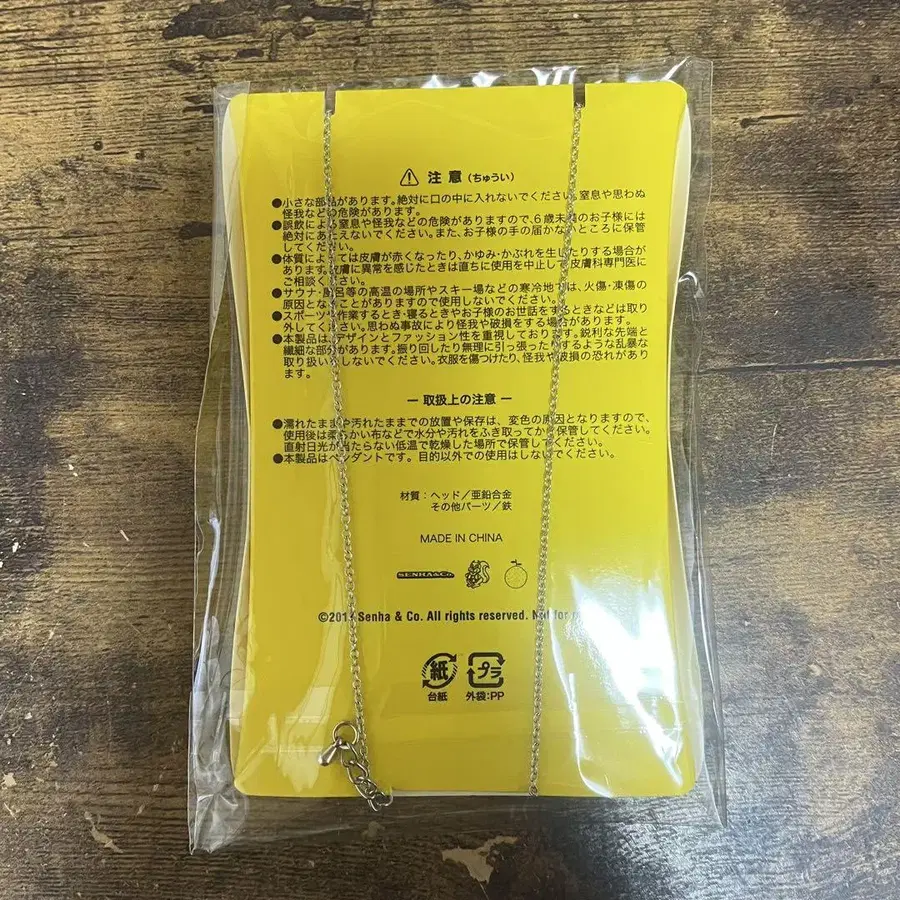 注意（ちゅうい）
●小さな部品があります。絶対に口の中に入れないでください。窒息や思わぬ
怪我などの危険があります。
●誤飲による窒息や怪我などの危険がありますので、6歳未満のお子様には
絶対にあたえないでください。また、お子様の手の届かないところに保管
してください。
●体質によっては皮膚が赤くなったり、かゆみ・かぶれを生じたりする場合が
あります。皮膚に異常を感じたときは直ちに使用を中止して、皮膚科専門医に
ご相談ください。
●サウナ・風呂等の高温の場所やスキー場などの寒冷地では、火傷・凍傷の
原因となることがありますので使用しないでください。
●スポーツや作業するとき・寝るときやお子様のお世話をするときなどは取り
外してください。思わぬ事故により怪我や破損をする場合があります。
●本製品は、デザインとファッション性を重視しております。鋭利な先端と
繊細な部分があります。振り回したり無理に引っ張ったりするような乱暴な
取り扱いをしないでください。衣服を傷つけたり、怪我や破損の恐れがあり
ます。
― 取扱上の注意 ―
●濡れたままや汚れたままでの放置や保存は、変色の原因となりますので、
使用後は柔らかい布などで水分や汚れをふき取ってから保管してください。
直射日光が当たらない低温で乾燥した場所で保管してください。
●本製品はペンダントです。目的以外での使用はしないでください。
材質：ヘッド／亜鉛合金
その他パーツ／鉄
MADE IN CHINA
SENHA&Co.
Senha & Co. All rights reserved.
紙
プラ
台紙
外袋:PP